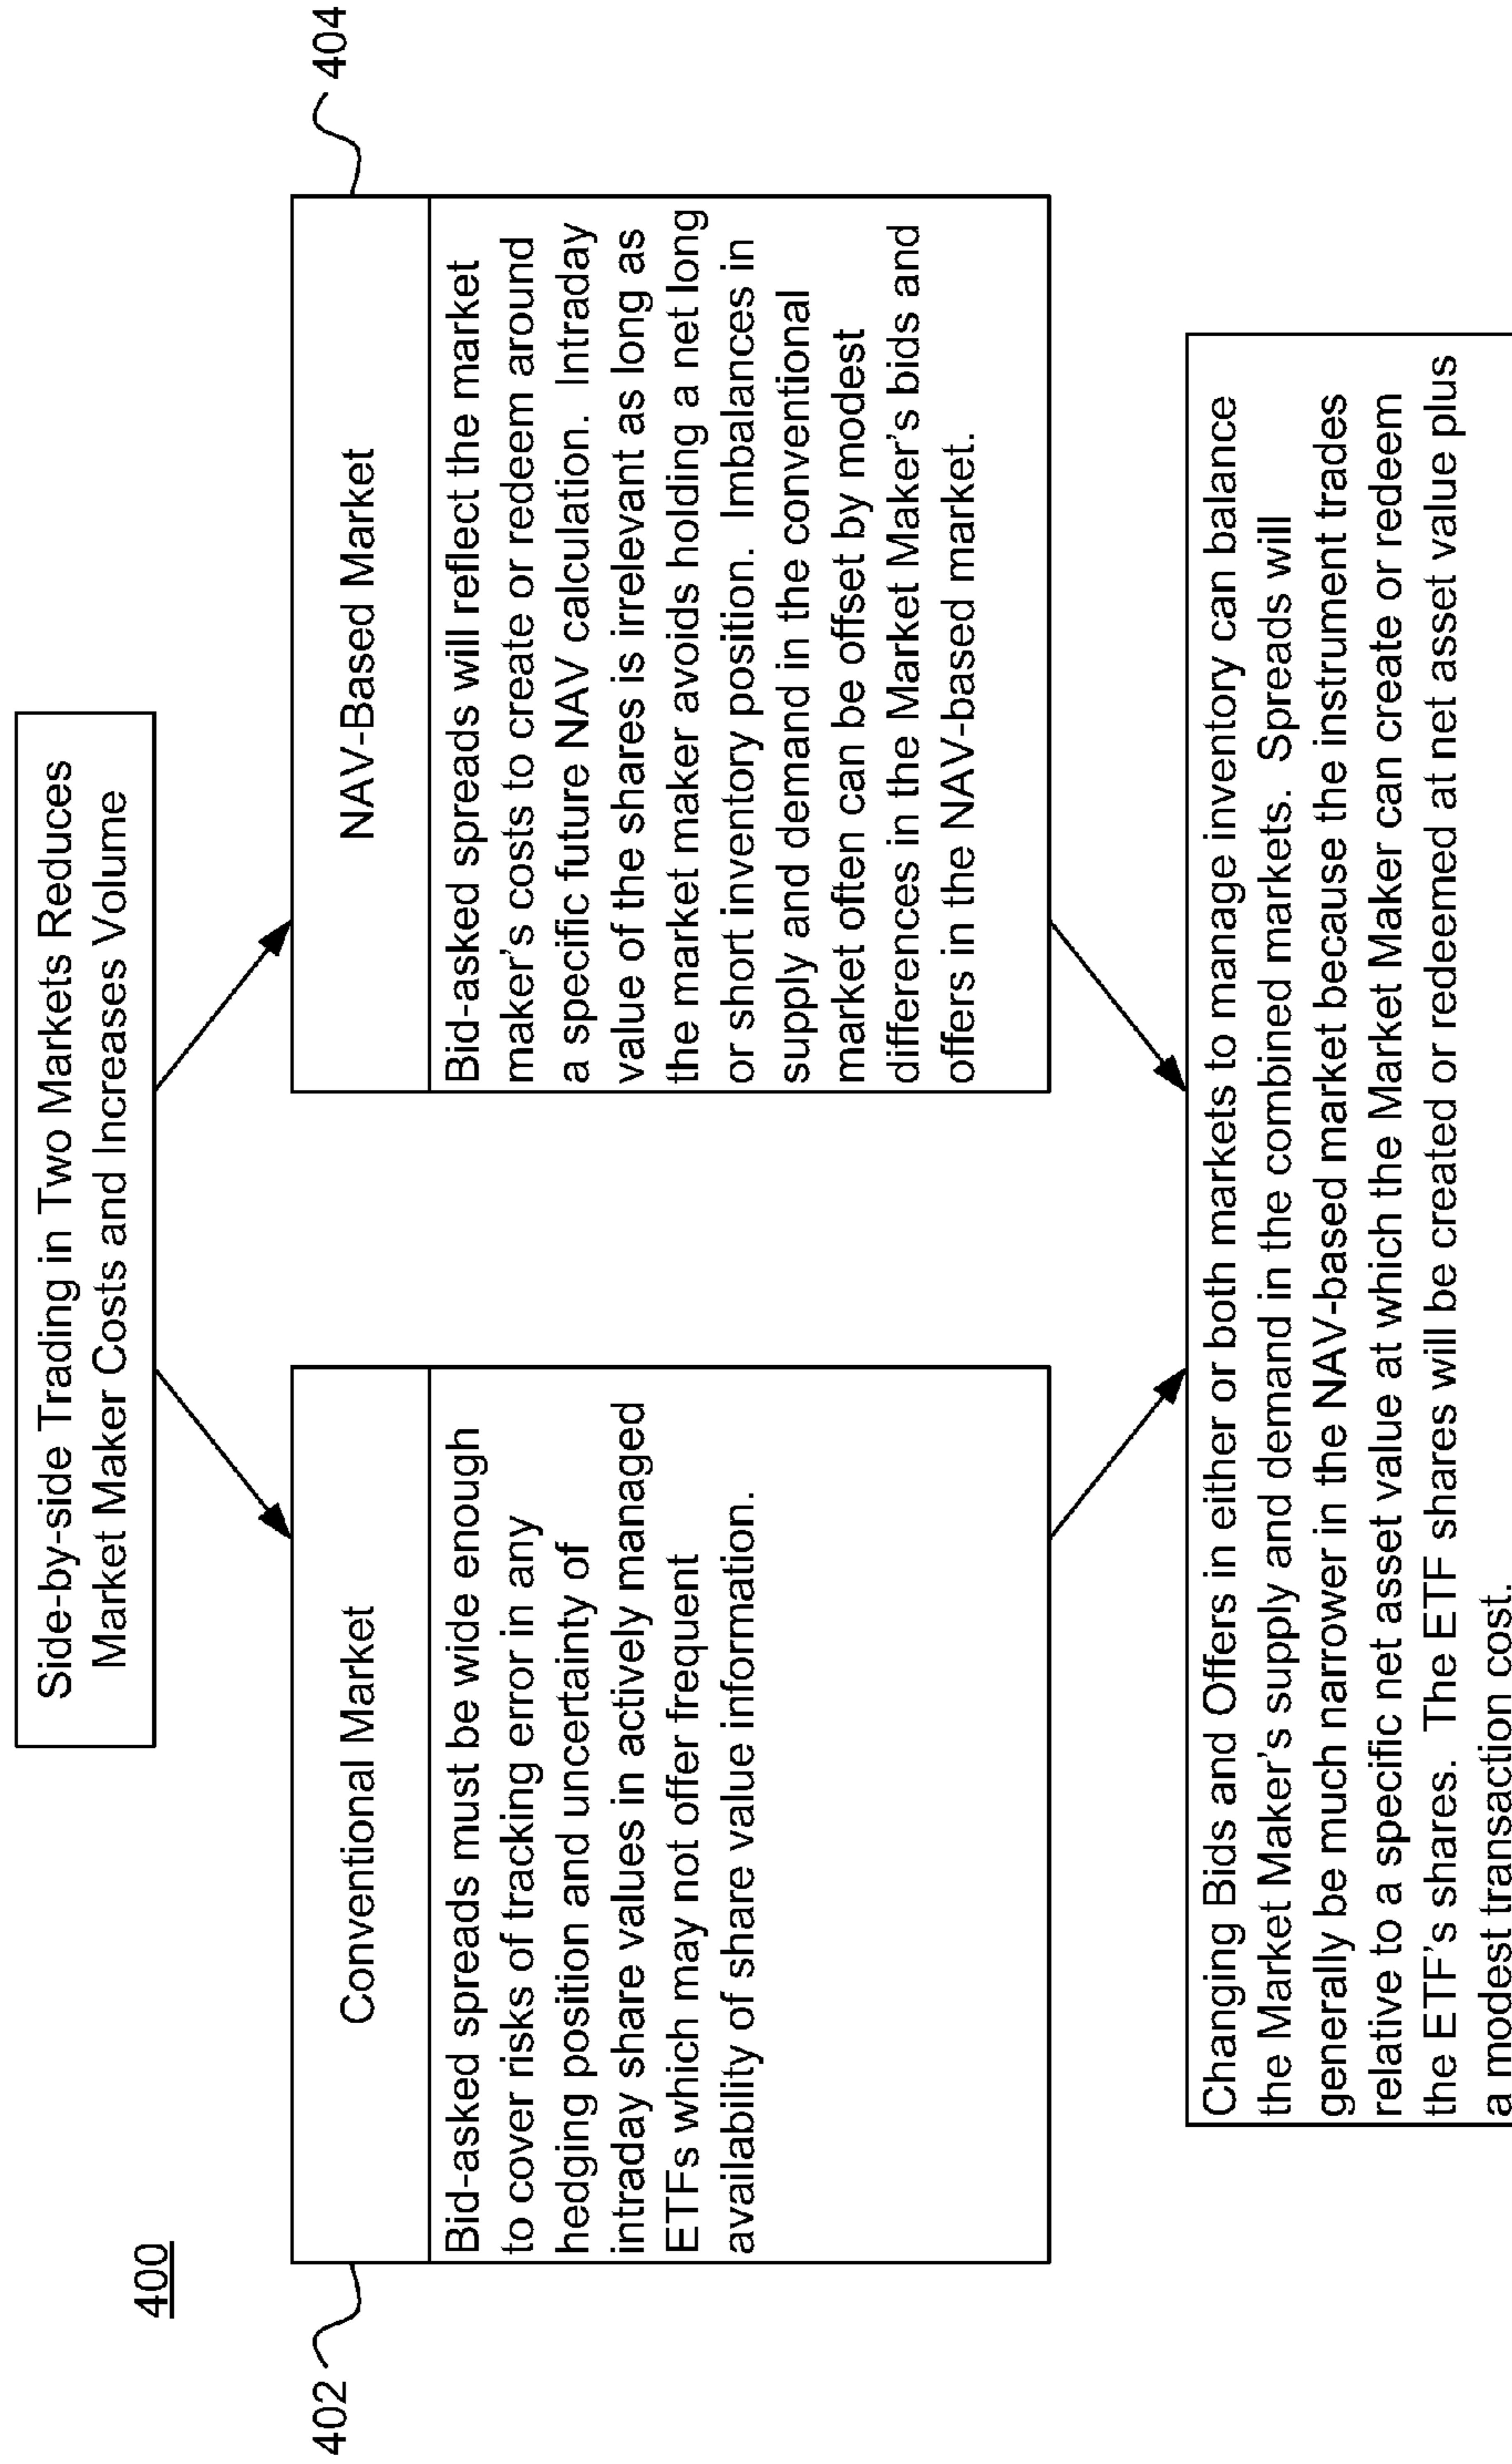 400
Side-by-side Trading in Two Markets Reduces
Market Maker Costs and Increases Volume
402
Conventional Market
Bid-asked spreads must be wide enough
to cover risks of tracking error in any
hedging position and uncertainty of
intraday share values in actively managed
ETFs which may not offer frequent
availability of share value information.
404
NAV-Based Market
Bid-asked spreads will reflect the market
maker's costs to create or redeem around
a specific future NAV calculation.  Intraday
value of the shares is irrelevant as long as
the market maker avoids holding a net long
or short inventory position.  Imbalances in
supply and demand in the conventional
market often can be offset by modest
differences in the Market Maker's bids and
offers in the NAV-based market.
Changing Bids and Offers in either or both markets to manage inventory can balance
the Market Maker's supply and demand in the combined markets.  Spreads will
generally be much narrower in the NAV-based market because the instrument trades
relative to a specific net asset value at which the Market Maker can create or redeem
the ETF's shares.  The ETF shares will be created or redeemed at net asset value plus
a modest transaction cost.